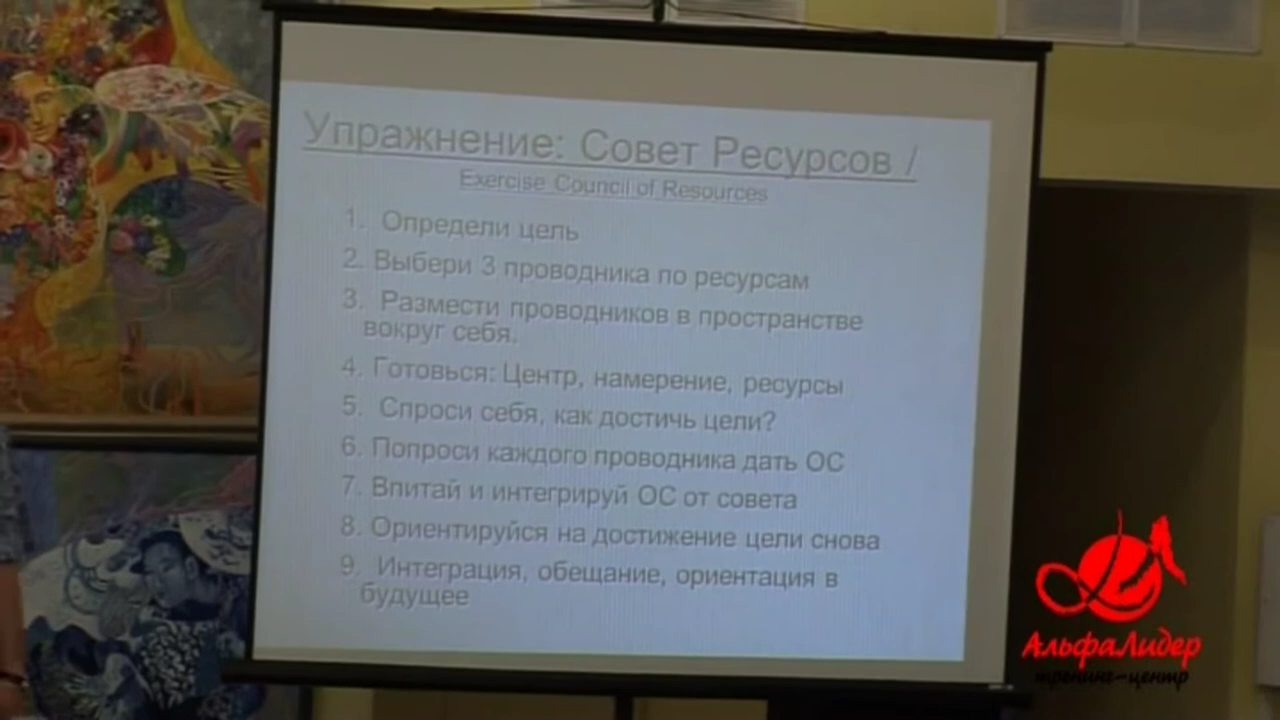 Упражнение: Совет Ресурсов /
Exercise Council of Resources
1. Определи цель
2. Выбери 3 проводника по ресурсам
3. Размести проводников в пространстве
вокруг себя.
4. Готовься: Центр, намерение, ресурсы
5. Спроси себя, как достичь цели?
6. Попроси каждого проводника дать ОС
7. Впитай и интегрируй ОС от совета
8. Ориентируйся на достижение цели снова
9. Интеграция, обещание, ориентация в
будущее
АльфаЛидер
тренинг-центр